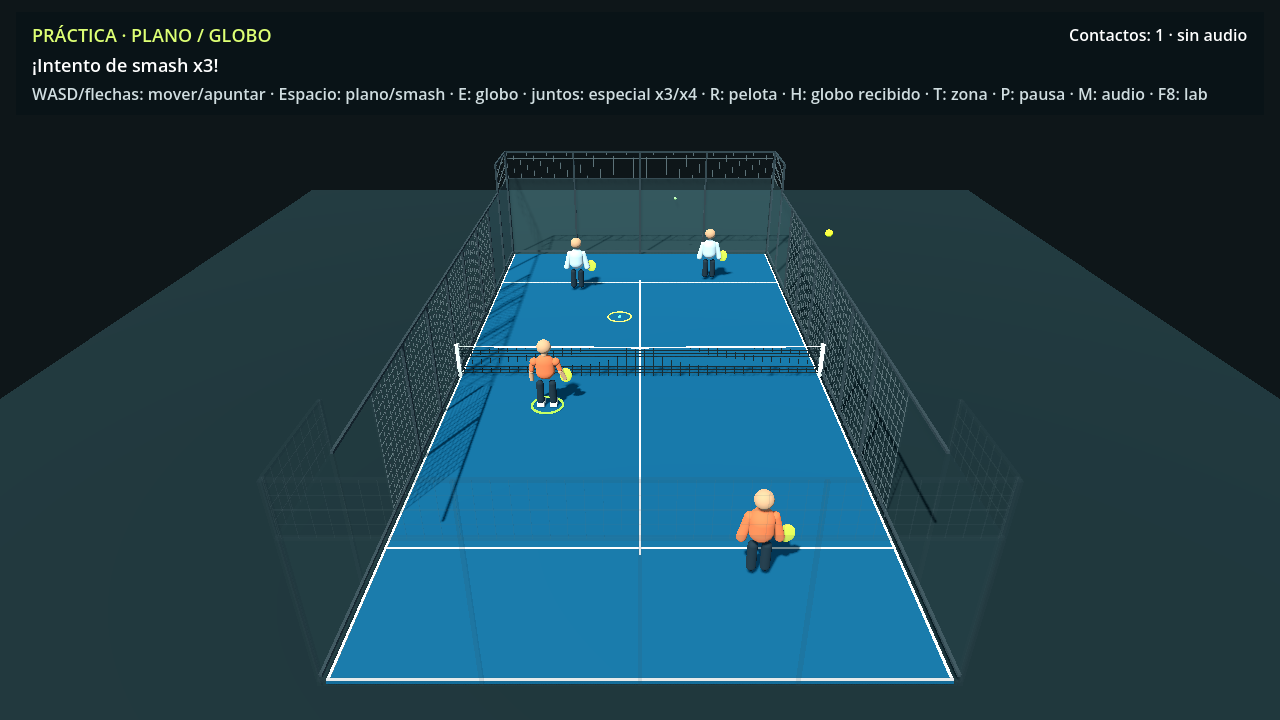 PRÁCTICA · PLANO / GLOBO
Contactos: 1 · sin audio
¡Intento de smash x3!
WASD/flechas: mover/apuntar · Espacio: plano/smash · E: globo · juntos: especial x3/x4 · R: pelota · H: globo recibido · T: zona · P: pausa · M: audio · F8: lab